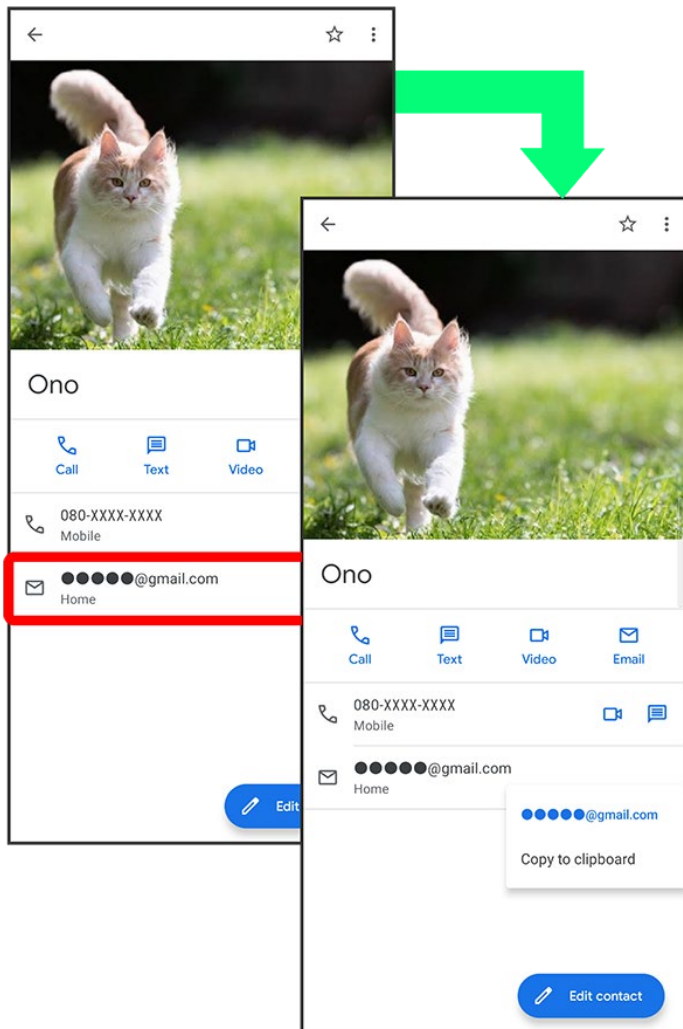 Ono
Call Text Video
080-XXXX-XXXX
Mobile
●●●●●@gmail.com
Home
Ono
Call Text Video Email
080-XXXX-XXXX
Mobile
●●●●●@gmail.com
Home
●●●●●@gmail.com
Copy to clipboard
Edit
Edit contact